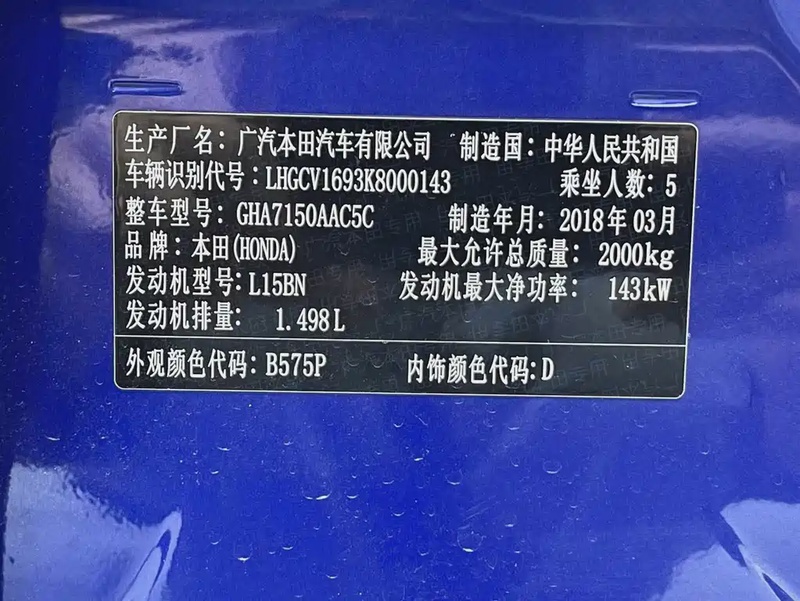 生产厂名：广汽本田汽车有限公司 制造国：中华人民共和国
车辆识别代号：LHGCV1693K8000143 乘坐人数：5
整车型号：GHA7150AAC5C 制造年月：2018年03月
品牌：本田(HONDA) 最大允许总质量：2000kg
发动机型号：L15BN 发动机最大净功率：143kW
发动机排量：1.498L
外观颜色代码：B575P 内饰颜色代码：D